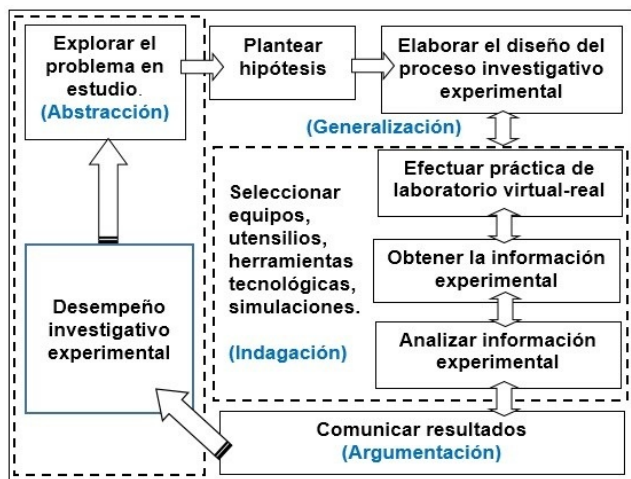 Explorar el
problema en
estudio.
(Abstracción)
Plantear
hipótesis
Elaborar el diseño del
proceso investigativo
experimental
(Generalización)
Efectuar práctica de
laboratorio virtual-real
Seleccionar
equipos,
utensilios,
herramientas
tecnológicas,
simulaciones.
(Indagación)
Obtener la información
experimental
Analizar información
experimental
Desempeño
investigativo
experimental
Comunicar resultados
(Argumentación)